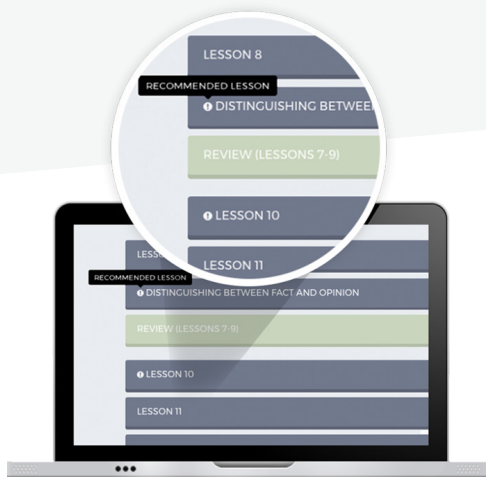 LESSON 8
RECOMMENDED LESSON
DISTINGUISHING BETWEE
REVIEW (LESSONS 7-9)
LESSON 10
LESSON 11
LESS
RECOMMENDED LESSON
DISTINGUISHING BETWEEN FACT AND OPINION
REVIEW (LESSONS 7-9)
LESSON 10
LESSON 11